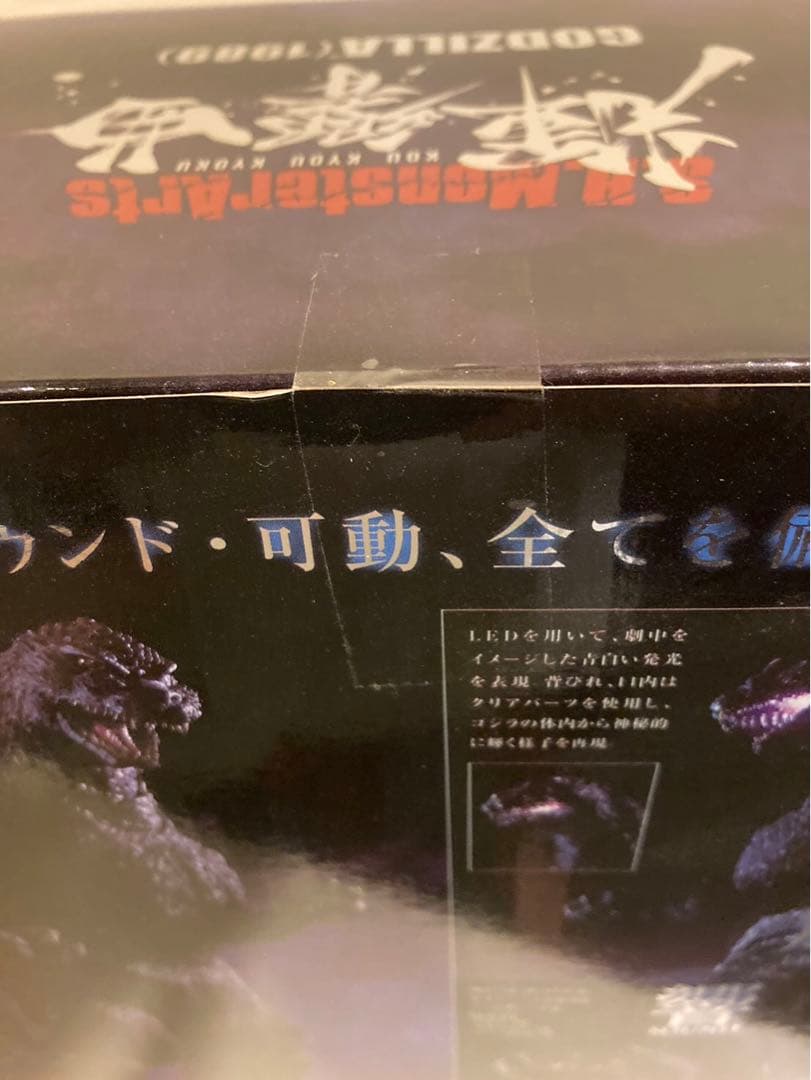 GODZILLA(1989)
光輝 響 曲
KOU KYOU KYOKU
S.H.MonsterArts
ウンド・可動、全てを
LEDを用いて、劇中を
イメージした青白い発光
を表現 背びれ、口内は
クリアパーツを使用し、
ゴジラの体内から神秘的
に輝く様子を再現